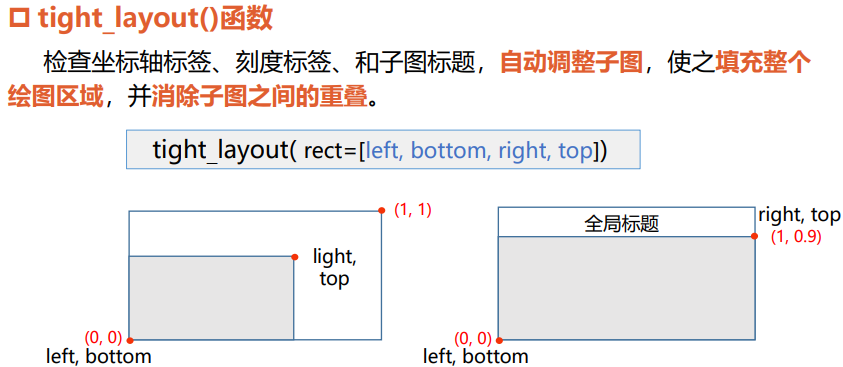 tight_layout()函数
检查坐标轴标签、刻度标签、和子图标题，自动调整子图，使之填充整个
绘图区域，并消除子图之间的重叠。
tight_layout( rect=[left, bottom, right, top])
(1, 1)
light,
top
(0, 0)
left, bottom
全局标题
right, top
(1, 0.9)
(0, 0)
left, bottom